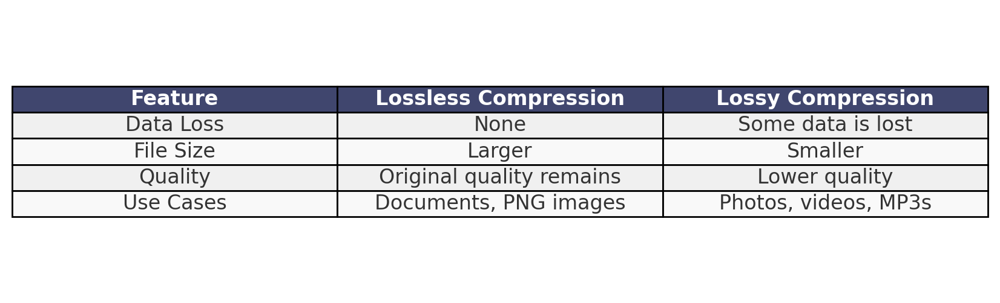 Feature Lossless Compression Lossy Compression
Data Loss None Some data is lost
File Size Larger Smaller
Quality Original quality remains Lower quality
Use Cases Documents, PNG images Photos, videos, MP3s